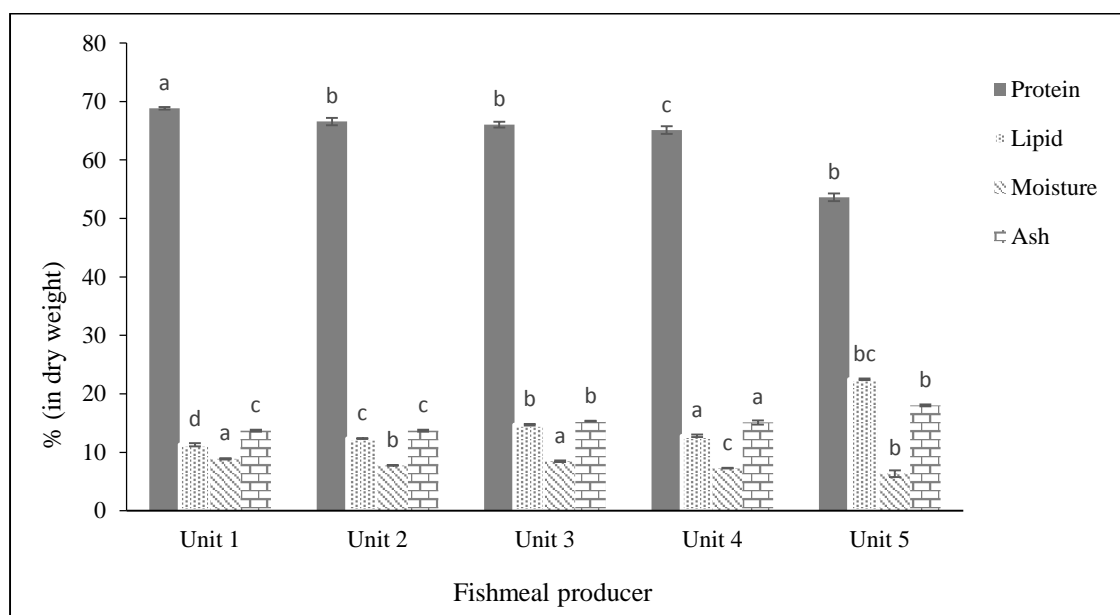 80
70
60
50
40
30
20
10
0
% (in dry weight)
a
d
a
c
b
c
b
c
b
b
a
b
c
a
c
a
b
bc
b
b
Unit 1
Unit 2
Unit 3
Unit 4
Unit 5
Fishmeal producer
Protein
Lipid
Moisture
Ash